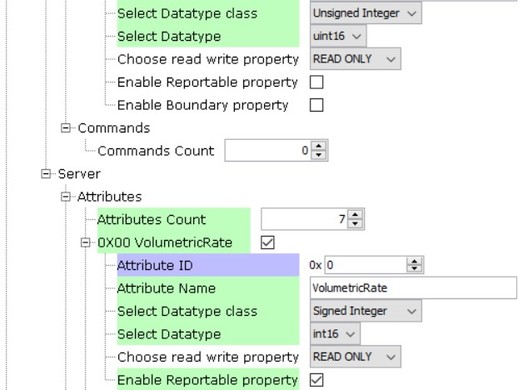 Select Datatype class Unsigned Integer
Select Datatype uint16
Choose read write property READ ONLY
Enable Reportable property
Enable Boundary property
Commands
Commands Count 0
Server
Attributes
Attributes Count 7
0X00 VolumetricRate
Attribute ID 0x 0
Attribute Name VolumetricRate
Select Datatype class Signed Integer
Select Datatype int16
Choose read write property READ ONLY
Enable Reportable property